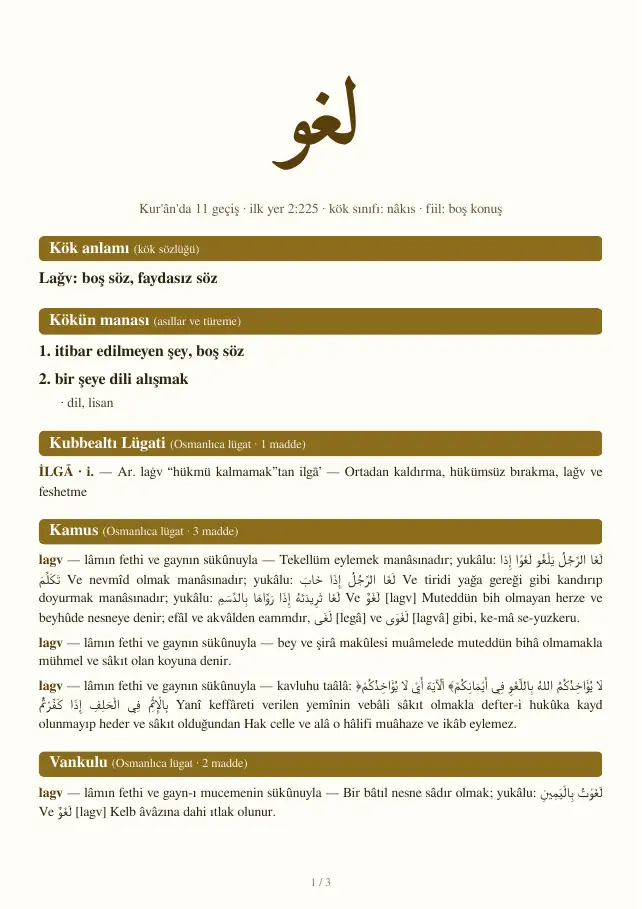 لغو
Kur'ân'da 11 geçiş · ilk yer 2:225 · kök sınıfı: nâkıs · fiil: boş konuş
Kök anlamı (kök sözlüğü)
Lağv: boş söz, faydasız söz
Kökün manası (asıllar ve türeme)
1. itibar edilmeyen şey, boş söz
2. bir şeye dili alışmak
· dil, lisan
Kubbealtı Lügati (Osmanlıca lügat · 1 madde)
İLGĀ · i. — Ar. laġv “hükmü kalmamak”tan ilgā’ — Ortadan kaldırma, hükümsüz bırakma, lağv ve
feshetme
Kamus (Osmanlıca lügat · 3 madde)
lagv — lâmın fethi ve gaynın sükûnuyla — Tekellüm eylemek manâsınadır; yukâlu: لَغَا الرَّجُلُ يَلْغُو لَغْوًا إِذَا
تَكَلَّمَ Ve nevmîd olmak manâsınadır; yukâlu: لَغَا الرَّجُلُ إِذَا خَابَ Ve tiridi yağa gereği gibi kandırıp
doyurmak manâsınadır; yukâlu: لَغَا ثَرِيدَتَهُ إِذَا رَوَّاهَا بِالدَّسَمِ Ve لَغْوٌ [lagv] Muteddün bih olmayan herze ve
beyhûde nesneye denir; efâl ve akvâlden eammdır, لَغًى [legâ] ve لَغْوَى [lagvâ] gibi, ke-mâ se-yuzkeru.
lagv — lâmın fethi ve gaynın sükûnuyla — bey ve şirâ makûlesi muâmelede muteddün bihâ olmamakla
mühmel ve sâkıt olan koyuna denir.
lagv — lâmın fethi ve gaynın sükûnuyla — kavluhu taâlâ: ﴿لَا يُؤَاخِذُكُمُ اللهُ بِاللَّغْوِ فِي أَيْمَانِكُمْ﴾ اَلْآيَة أَيْ لَا يُؤَاخِذُكُمْ
بِالْإِثْمِ فِي الْحَلِفِ إِذَا كَفَّرْتُمْ Yanî keffâreti verilen yemînin vebâli sâkıt olmakla defter-i hukûka kayd
olunmayıp heder ve sâkıt olduğundan Hak celle ve alâ o hâlifi muâhaze ve ikâb eylemez.
Vankulu (Osmanlıca lügat · 2 madde)
lagv — lâmın fethi ve gayn-ı mucemenin sükûnuyla — Bir bâtıl nesne sâdır olmak; yukâlu: لَغَوْتُ بِالْيَمِينِ
Ve لَغْوٌ [lagv] Kelb âvâzına dahi ıtlak olunur.
1 / 3